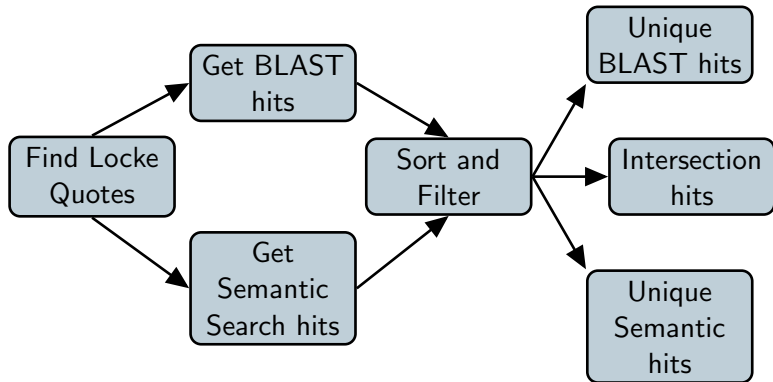 Find Locke
Quotes
Get BLAST
hits
Get
Semantic
Search hits
Sort and
Filter
Unique
BLAST hits
Intersection
hits
Unique
Semantic
hits